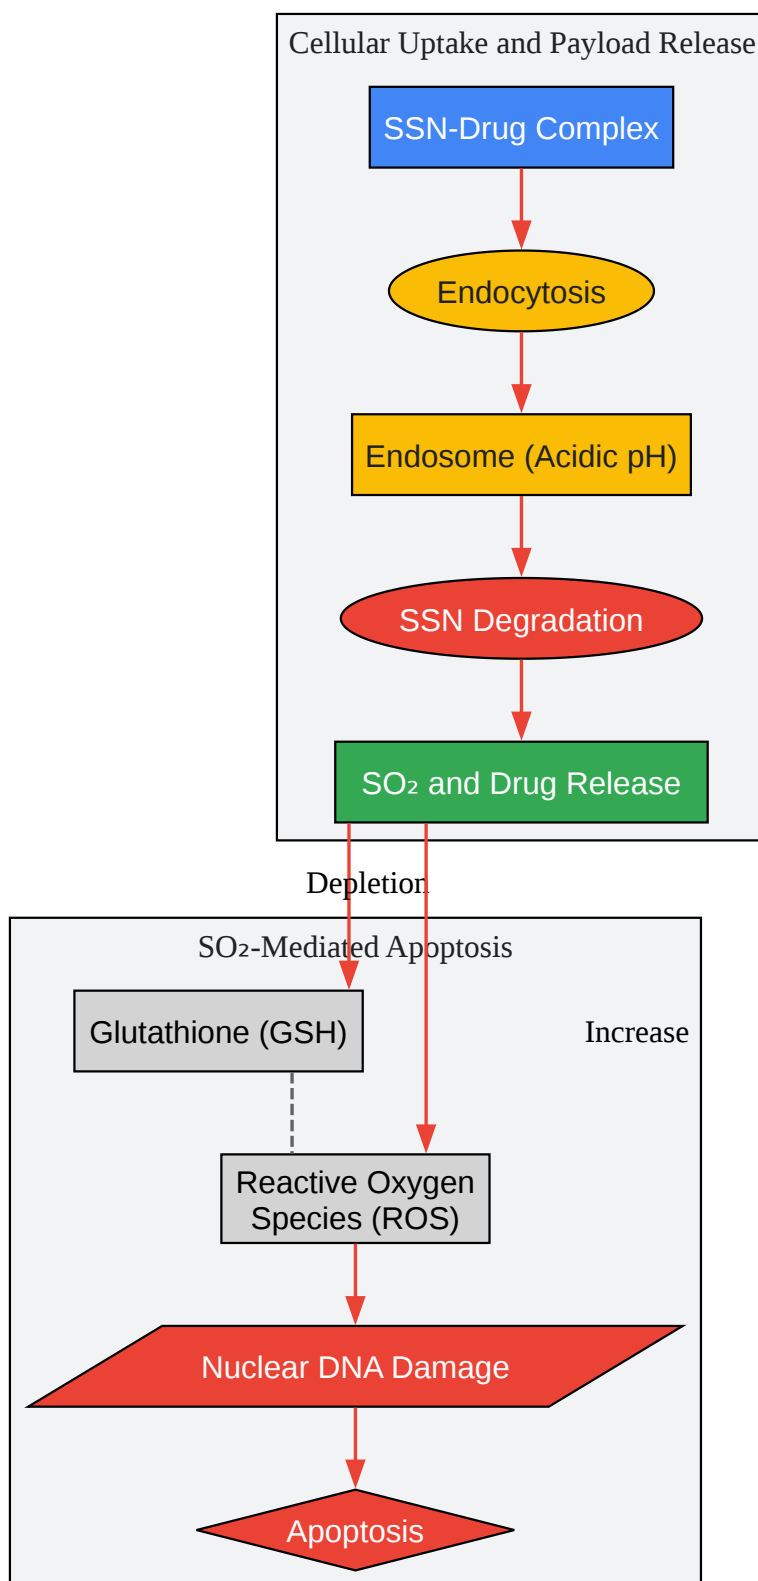 Cellular Uptake and Payload Release
SSN-Drug Complex
Endocytosis
Endosome (Acidic pH)
SSN Degradation
SO₂ and Drug Release
Depletion
SO₂-Mediated Apoptosis
Glutathione (GSH)
Increase
Reactive Oxygen
Species (ROS)
Nuclear DNA Damage
Apoptosis